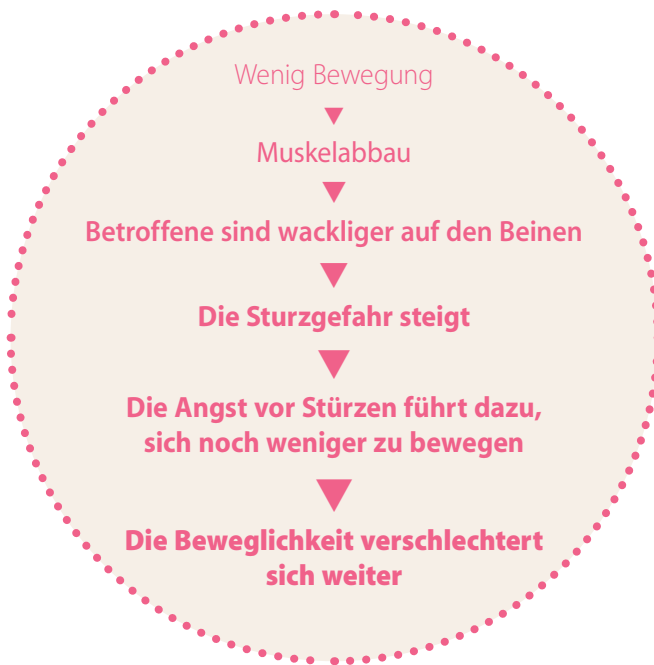 Wenig Bewegung
Muskelabbau
Betroffene sind wackliger auf den Beinen
Die Sturzgefahr steigt
Die Angst vor Stürzen führt dazu,
sich noch weniger zu bewegen
Die Beweglichkeit verschlechtert
sich weiter